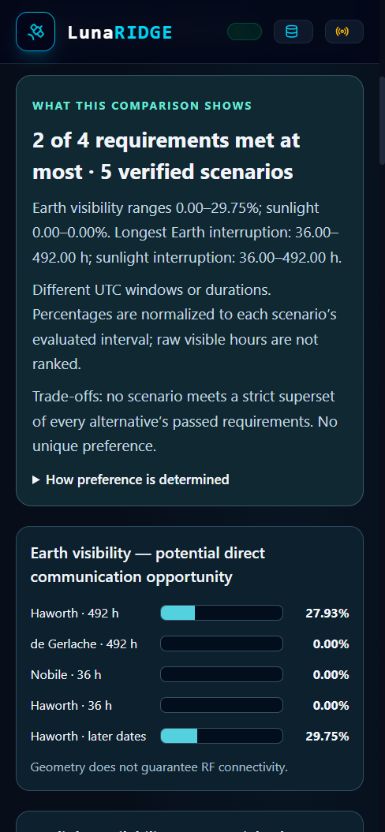 LunaRIDGE
WHAT THIS COMPARISON SHOWS
2 of 4 requirements met at
most · 5 verified scenarios
Earth visibility ranges 0.00–29.75%; sunlight
0.00–0.00%. Longest Earth interruption: 36.00–
492.00 h; sunlight interruption: 36.00–492.00 h.
Different UTC windows or durations.
Percentages are normalized to each scenario's
evaluated interval; raw visible hours are not
ranked.
Trade-offs: no scenario meets a strict superset
of every alternative's passed requirements. No
unique preference.
▶ How preference is determined
Earth visibility — potential direct
communication opportunity
Haworth · 492 h 27.93%
de Gerlache · 492 h 0.00%
Nobile · 36 h 0.00%
Haworth · 36 h 0.00%
Haworth · later dates 29.75%
Geometry does not guarantee RF connectivity.